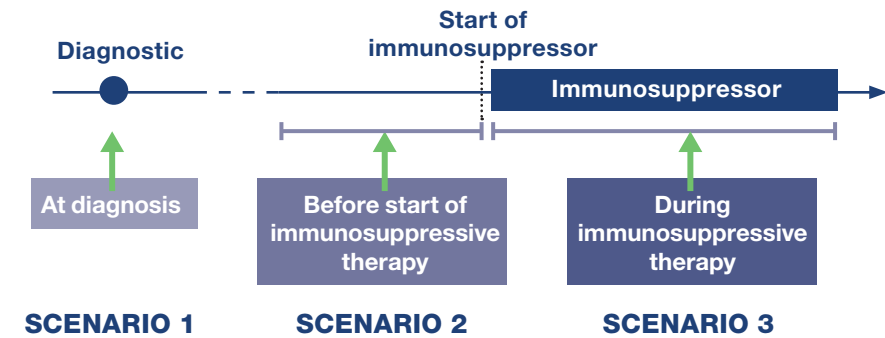 Start of
immunosuppressor
Diagnostic
Immunosuppressor
At diagnosis
Before start of
immunosuppressive
therapy
During
immunosuppressive
therapy
SCENARIO 1
SCENARIO 2
SCENARIO 3